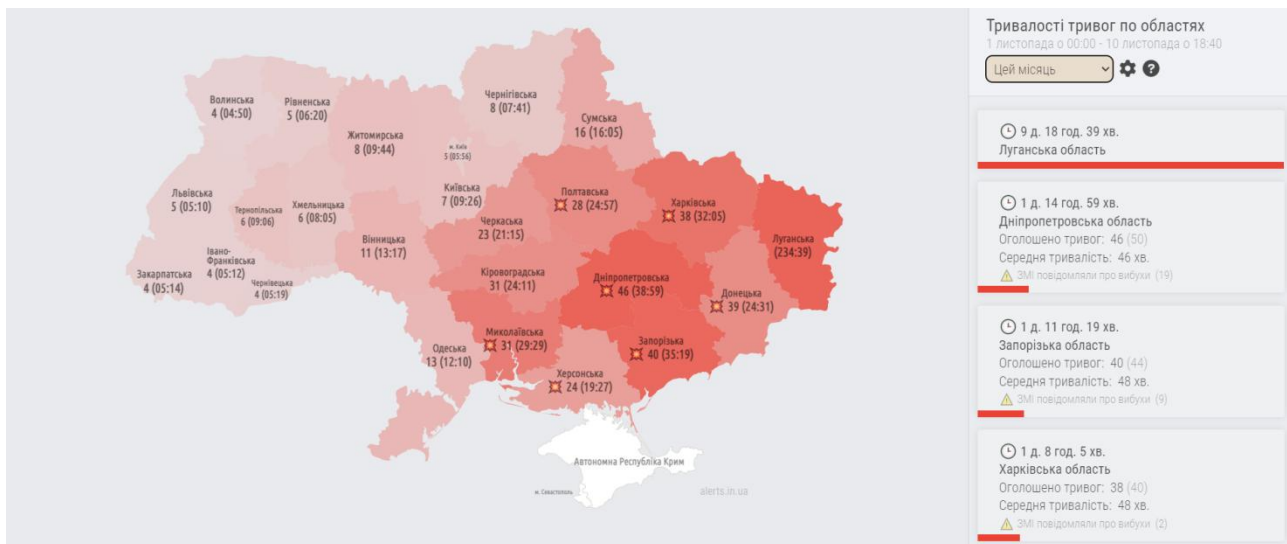 Волинська
4 (04:50)
Рівненська
5 (06:20)
Житомирська
8 (09:44)
Чернігівська
8 (07:41)
Сумська
16 (16:05)
м. Київ
5 (05:56)
Київська
7 (09:26)
Львівська
5 (05:10)
Тернопільська
6 (09:06)
Хмельницька
6 (08:05)
Вінницька
11 (13:17)
Черкаська
23 (21:15)
Полтавська
28 (24:57)
Харківська
38 (32:05)
Луганська
(234:39)
Івано-
Франківська
4 (05:12)
Закарпатська
4 (05:14)
Чернівецька
4 (05:19)
Кіровоградська
31 (24:11)
Дніпропетровська
46 (38:59)
Донецька
39 (24:31)
Миколаївська
31 (29:29)
Запорізька
40 (35:19)
Одеська
13 (12:10)
Херсонська
24 (19:27)
Автономна Республіка Крим
м. Севастополь
alerts.in.ua
Тривалості тривог по областях
1 листопада о 00:00 - 10 листопада о 18:40
Цей місяць
9 д. 18 год. 39 хв.
Луганська область
1 д. 14 год. 59 хв.
Дніпропетровська область
Оголошено тривог: 46 (50)
Середня тривалість: 46 хв.
ЗМІ повідомляли про вибухи (19)
1 д. 11 год. 19 хв.
Запорізька область
Оголошено тривог: 40 (44)
Середня тривалість: 48 хв.
ЗМІ повідомляли про вибухи (9)
1 д. 8 год. 5 хв.
Харківська область
Оголошено тривог: 38 (40)
Середня тривалість: 48 хв.
ЗМІ повідомляли про вибухи (2)